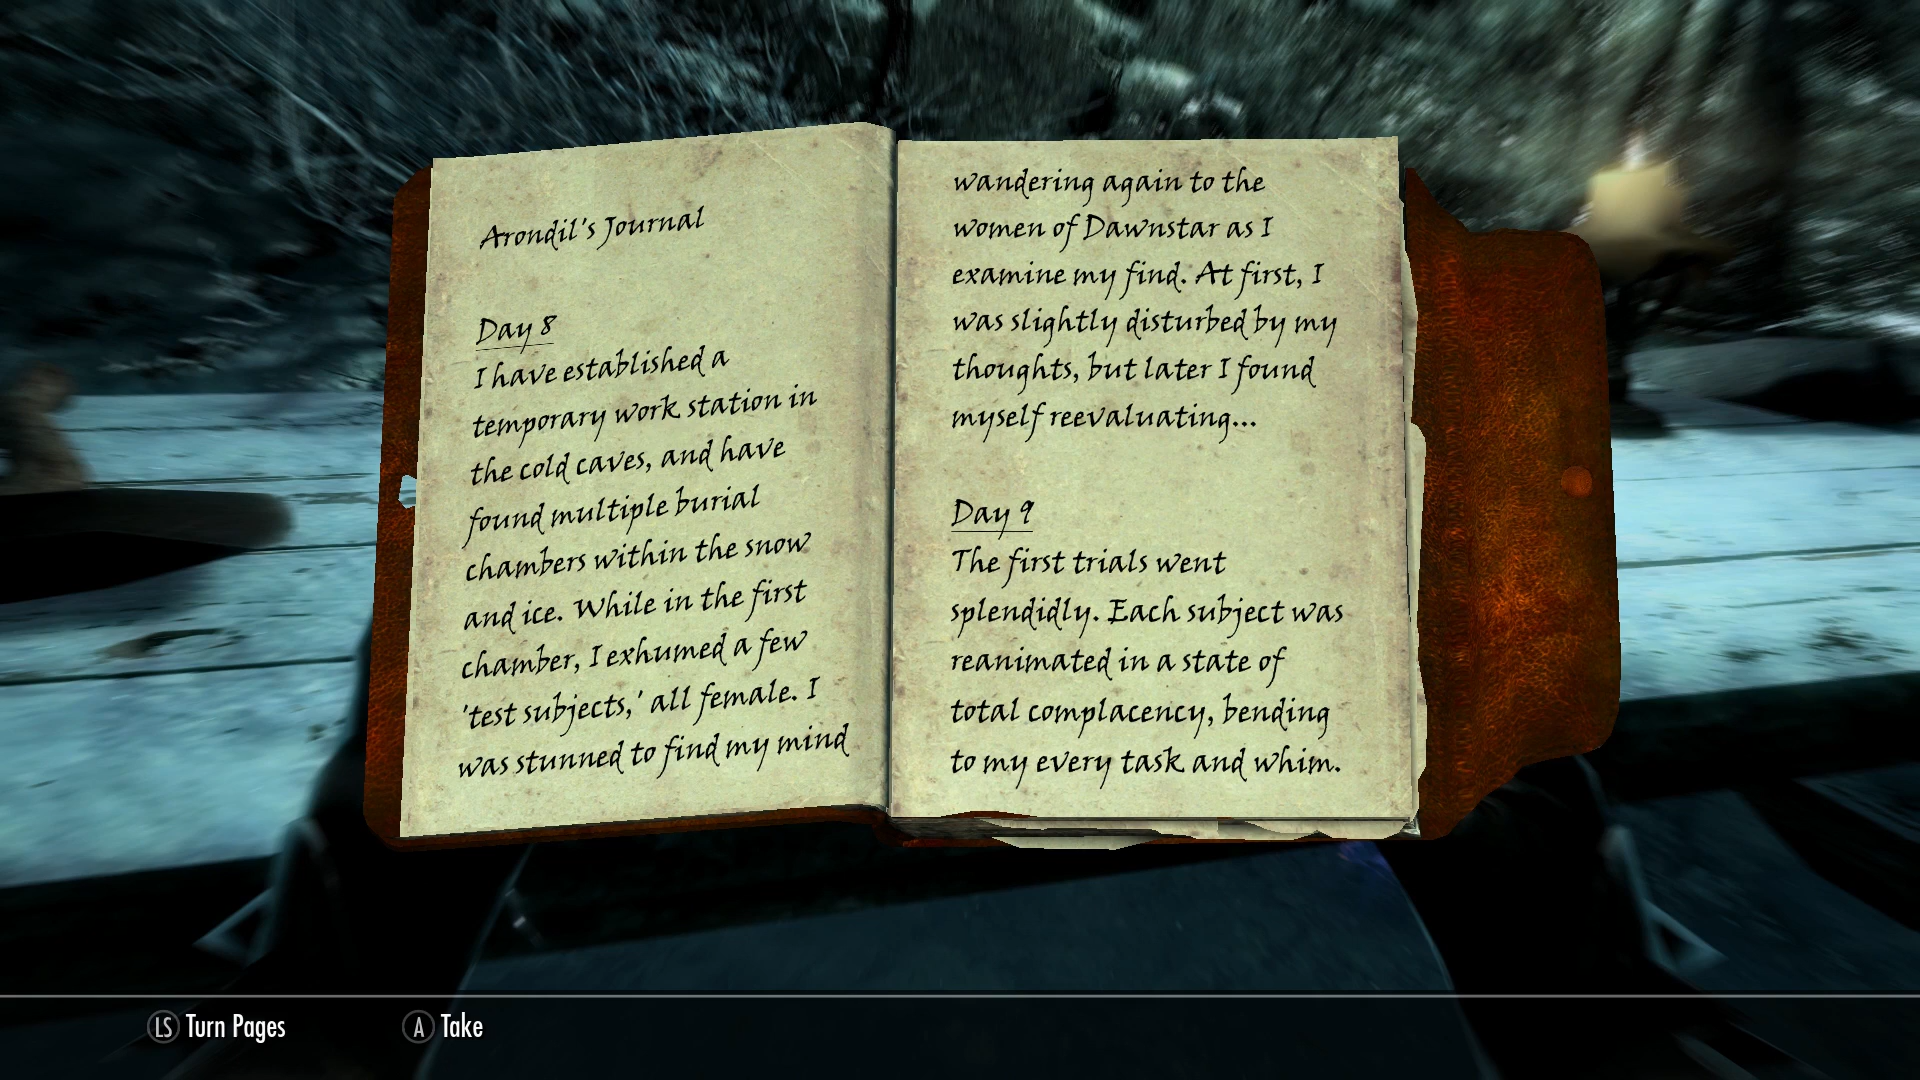 Arondil's Journal
Day 8
I have established a
temporary work station in
the cold caves, and have
found multiple burial
chambers within the snow
and ice. While in the first
chamber, I exhumed a few
'test subjects,' all female. I
was stunned to find my mind
wandering again to the
women of Dawnstar as I
examine my find. At first, I
was slightly disturbed by my
thoughts, but later I found
myself reevaluating...
Day 9
The first trials went
splendidly. Each subject was
reanimated in a state of
total complacency, bending
to my every task and whim.
LS Turn Pages
A Take